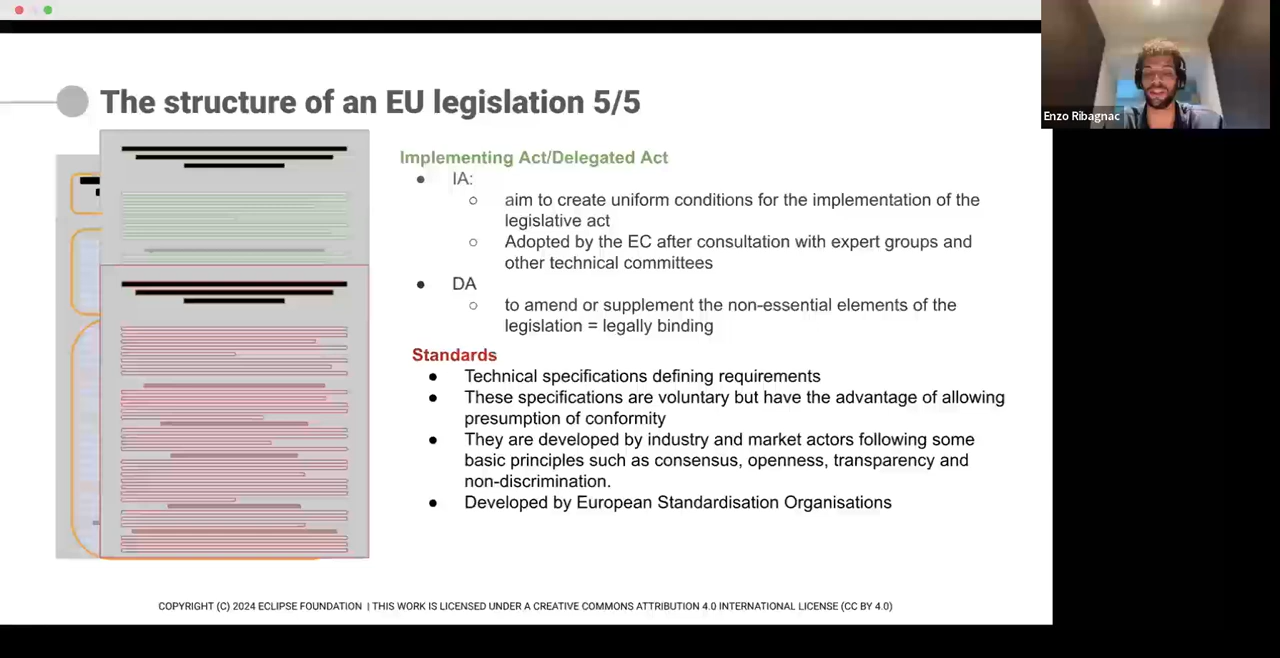 The structure of an EU legislation 5/5
Implementing Act/Delegated Act
● IA:
○ aim to create uniform conditions for the implementation of the
legislative act
○ Adopted by the EC after consultation with expert groups and
other technical committees
● DA
○ to amend or supplement the non-essential elements of the
legislation = legally binding
Standards
● Technical specifications defining requirements
● These specifications are voluntary but have the advantage of allowing
presumption of conformity
● They are developed by industry and market actors following some
basic principles such as consensus, openness, transparency and
non-discrimination.
● Developed by European Standardisation Organisations
COPYRIGHT (C) 2024 ECLIPSE FOUNDATION | THIS WORK IS LICENSED UNDER A CREATIVE COMMONS ATTRIBUTION 4.0 INTERNATIONAL LICENSE (CC BY 4.0)
Enzo Ribagnac